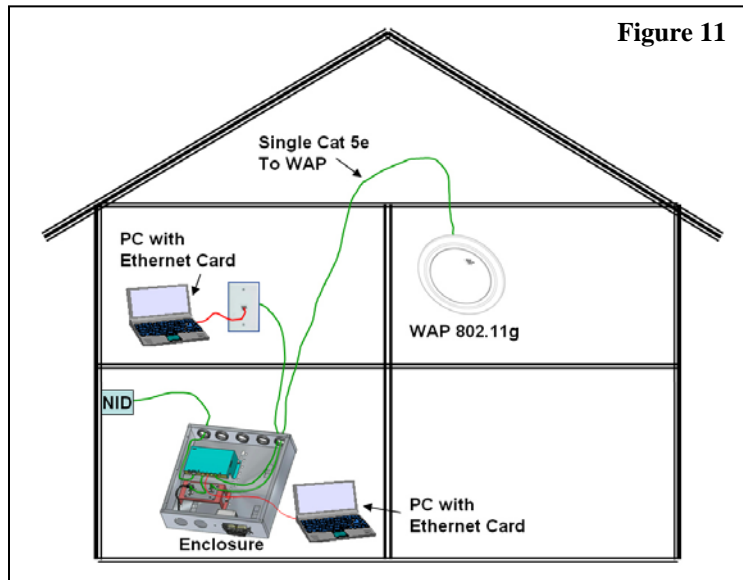 Figure 11
Single Cat 5e
To WAP
PC with
Ethernet Card
WAP 802.11g
NID
PC with
Ethernet Card
Enclosure